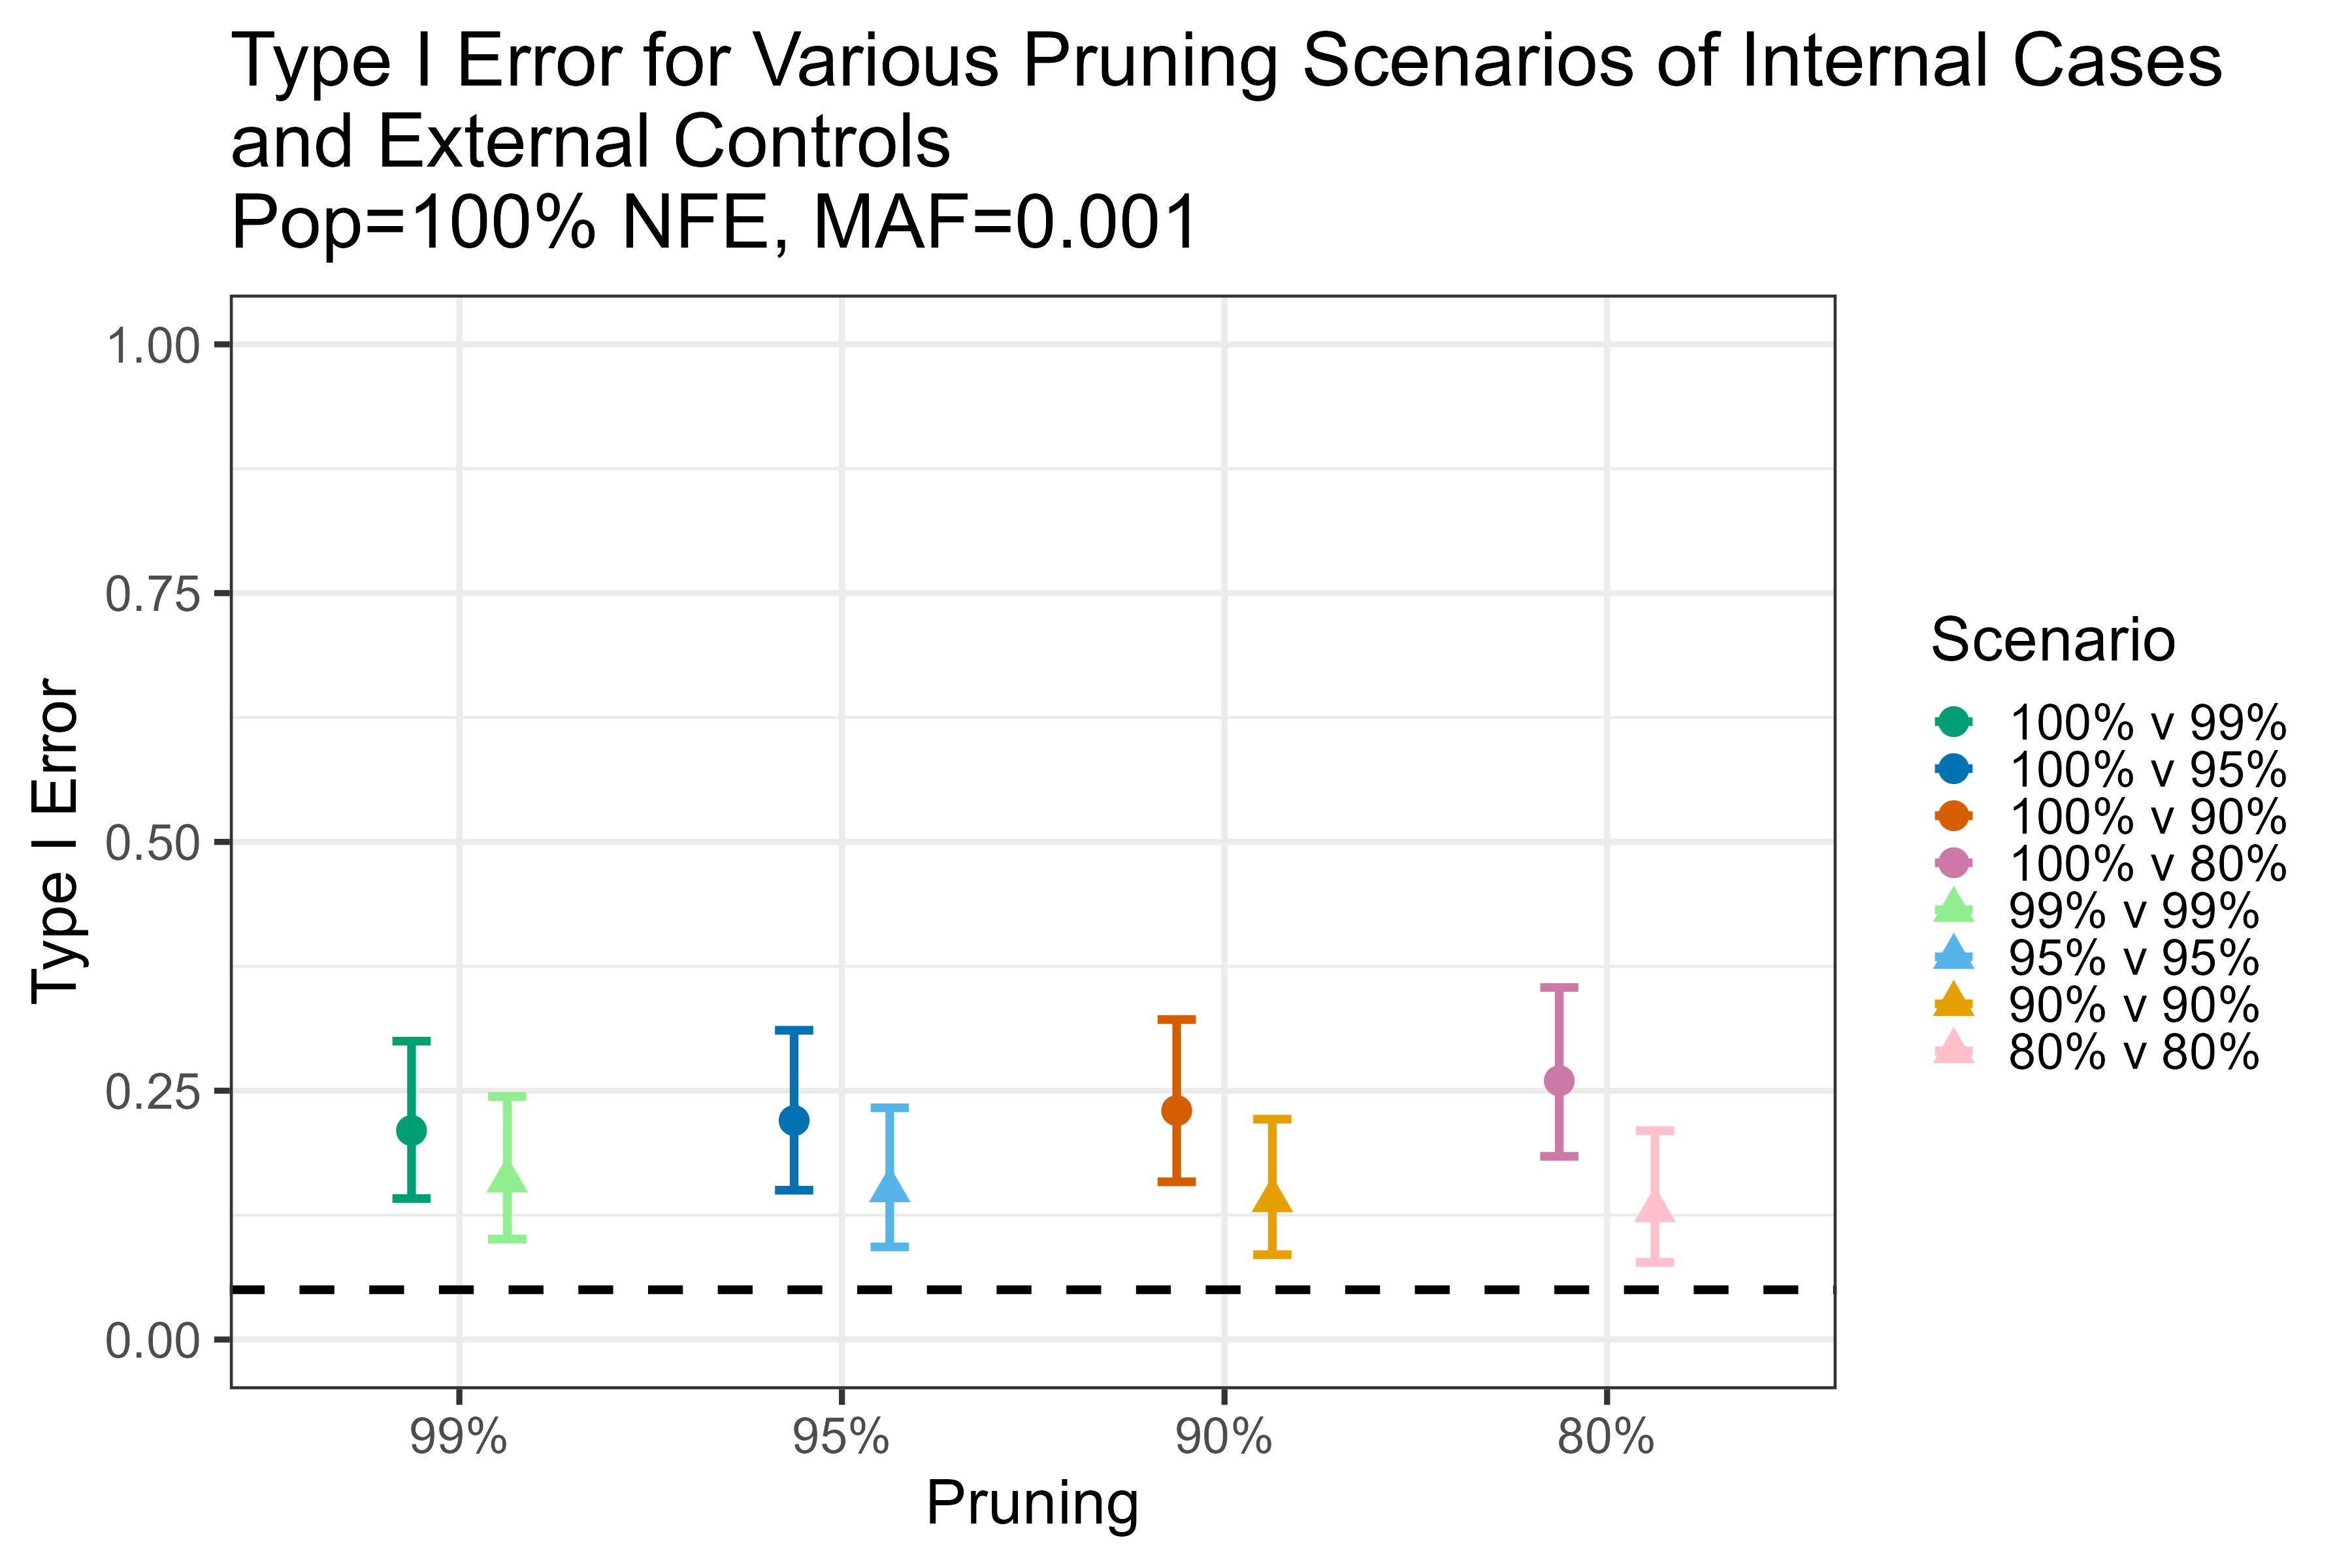 Type I Error for Various Pruning Scenarios of Internal Cases
and External Controls
Pop=100% NFE, MAF=0.001
1.00
0.75
0.50
0.25
0.00
Type I Error
99%
95%
90%
80%
Pruning
Scenario
100% v 99%
100% v 95%
100% v 90%
100% v 80%
99% v 99%
95% v 95%
90% v 90%
80% v 80%